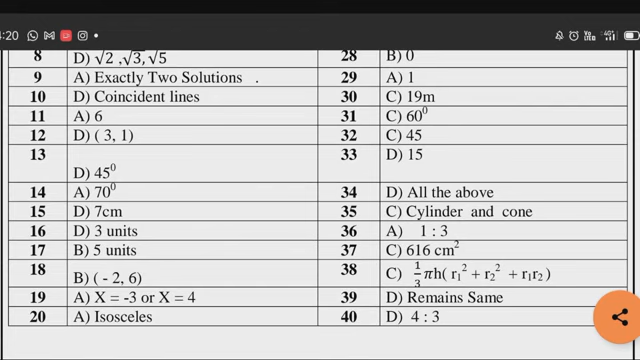 :20
8 D) √2 ,√3, √5 28 B) 0
9 A) Exactly Two Solutions . 29 A) 1
10 D) Coincident lines 30 C) 19m
11 A) 6 31 C) 60⁰
12 D) ( 3, 1) 32 C) 45
13 D) 45⁰ 33 D) 15
14 A) 70⁰ 34 D) All the above
15 D) 7cm 35 C) Cylinder and cone
16 D) 3 units 36 A) 1 : 3
17 B) 5 units 37 C) 616 cm²
18 B) ( - 2, 6) 38 C) 1/3 πh( r₁² + r₂² + r₁r₂ )
19 A) X = -3 or X = 4 39 D) Remains Same
20 A) Isosceles 40 D) 4 : 3